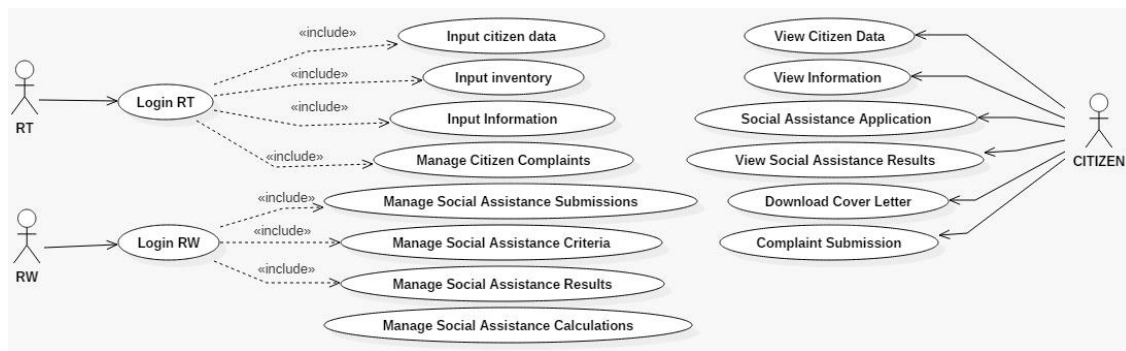 «include»
Input citizen data
View Citizen Data
«include»
Input inventory
View Information
Login RT
RT
«include»
Input Information
Social Assistance Application
«include»
Manage Citizen Complaints
View Social Assistance Results
CITIZEN
«include»
Manage Social Assistance Submissions
Download Cover Letter
Login RW
RW
«include»
Manage Social Assistance Criteria
Complaint Submission
«include»
Manage Social Assistance Results
Manage Social Assistance Calculations